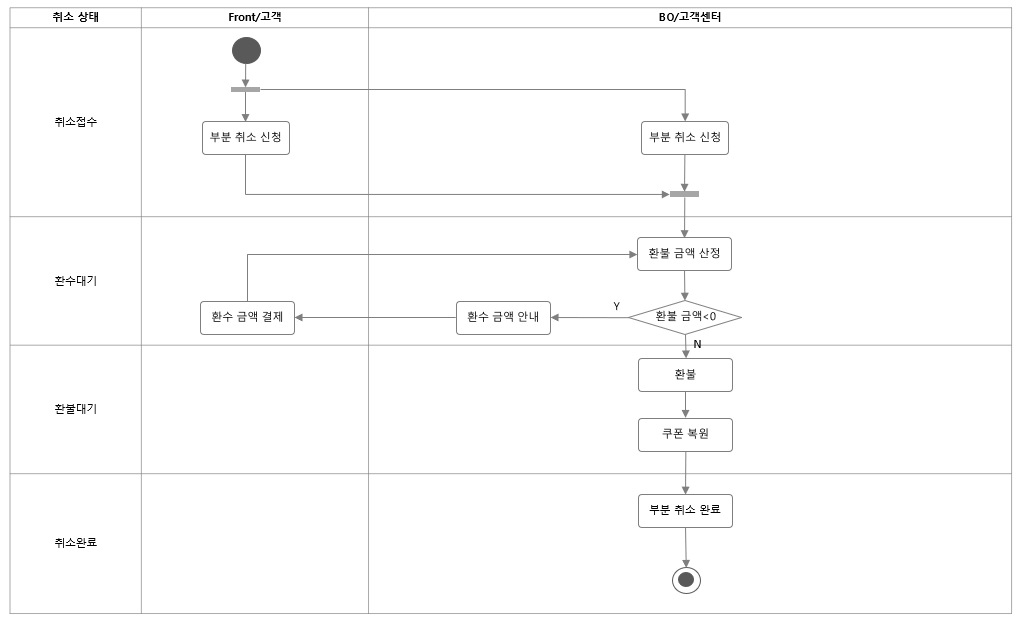 취소 상태
Front/고객
BO/고객센터
취소접수
부분 취소 신청
부분 취소 신청
환수대기
환불 금액 산정
환수 금액 결제
환수 금액 안내
Y
환불 금액<0
N
환불대기
환불
쿠폰 복원
취소완료
부분 취소 완료